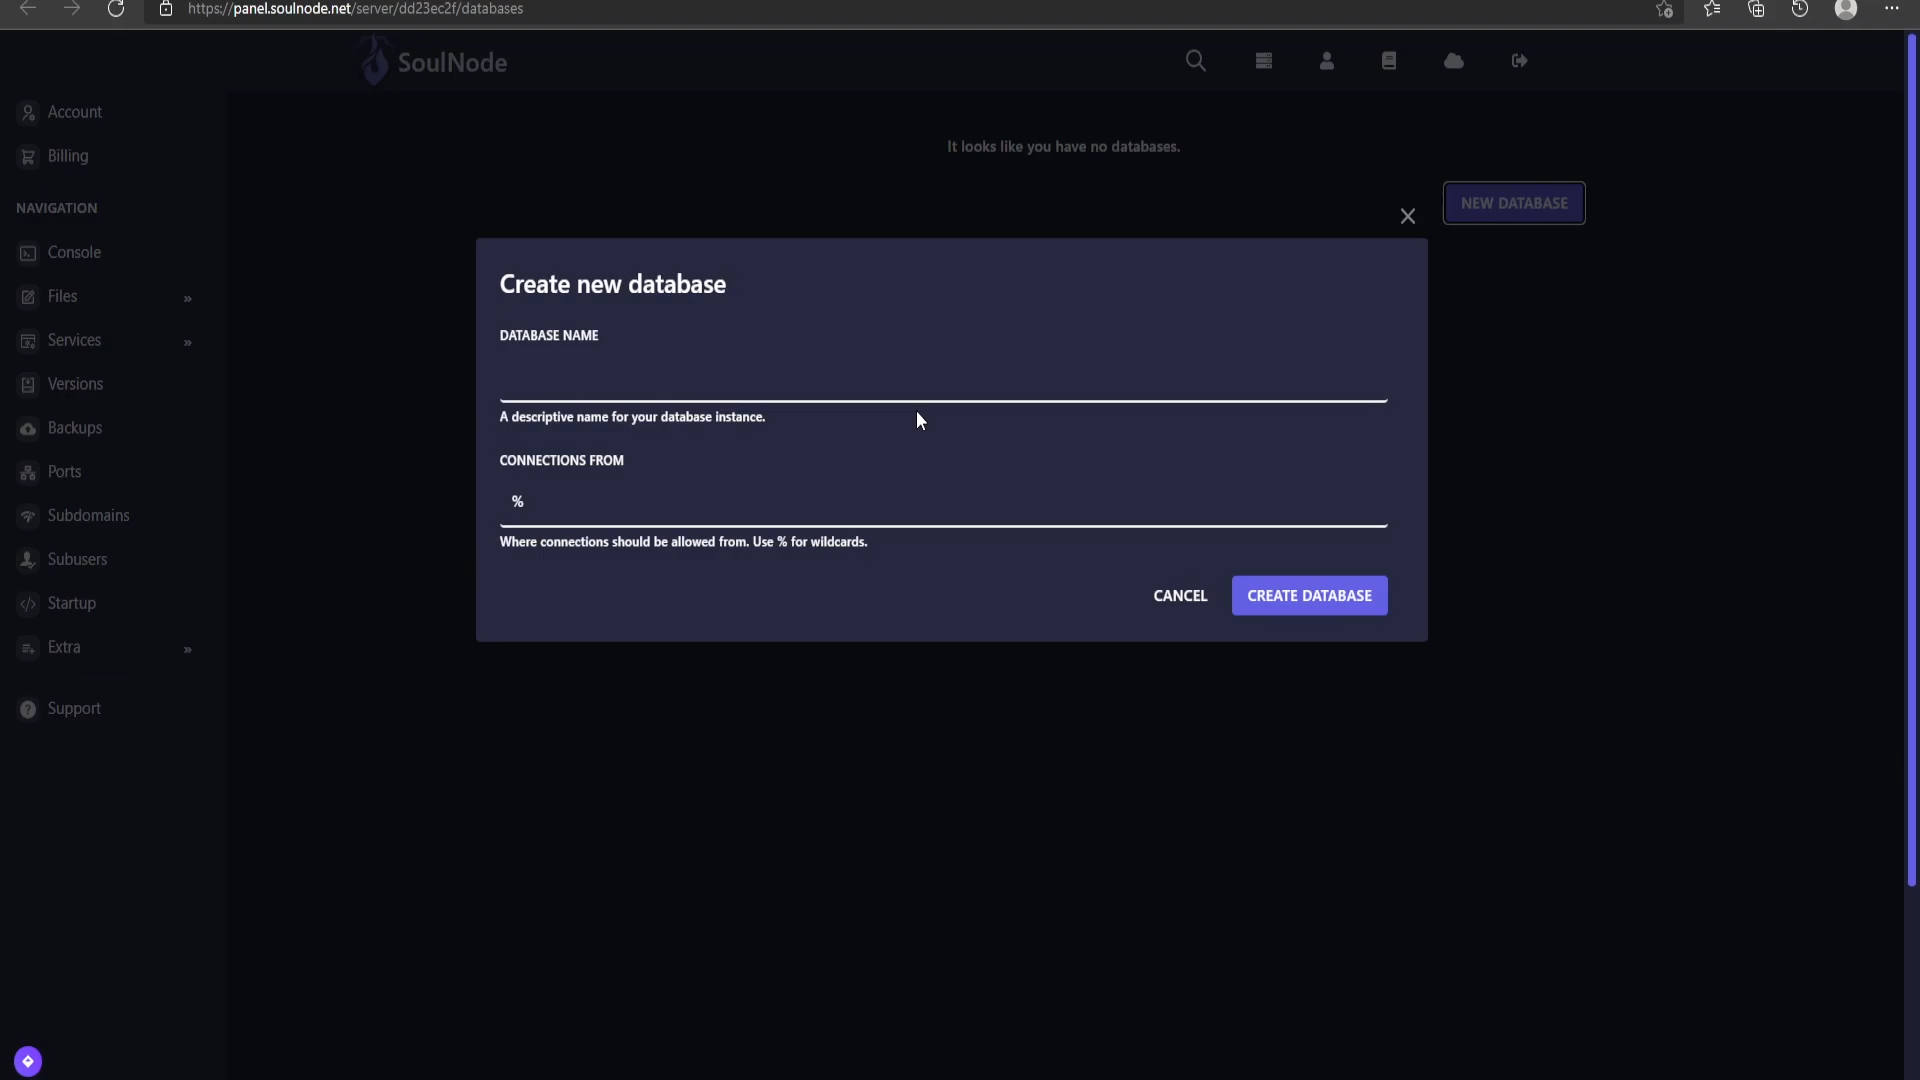 https://panel.soulnode.net/server/dd23ec2f/databases
SoulNode
Account
Billing
NAVIGATION
Console
Files »
Services »
Versions
Backups
Ports
Subdomains
Subusers
Startup
Extra »
Support
It looks like you have no databases.
NEW DATABASE
Create new database
DATABASE NAME
A descriptive name for your database instance.
CONNECTIONS FROM
%
Where connections should be allowed from. Use % for wildcards.
CANCEL
CREATE DATABASE